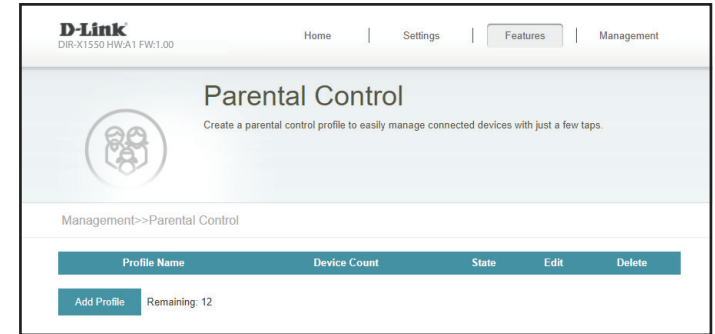 D-Link
DIR-X1550 HW:A1 FW:1.00
Home | Settings | Features | Management
Parental Control
Create a parental control profile to easily manage connected devices with just a few taps.
Management>>Parental Control
Profile Name Device Count State Edit Delete
Add Profile Remaining: 12